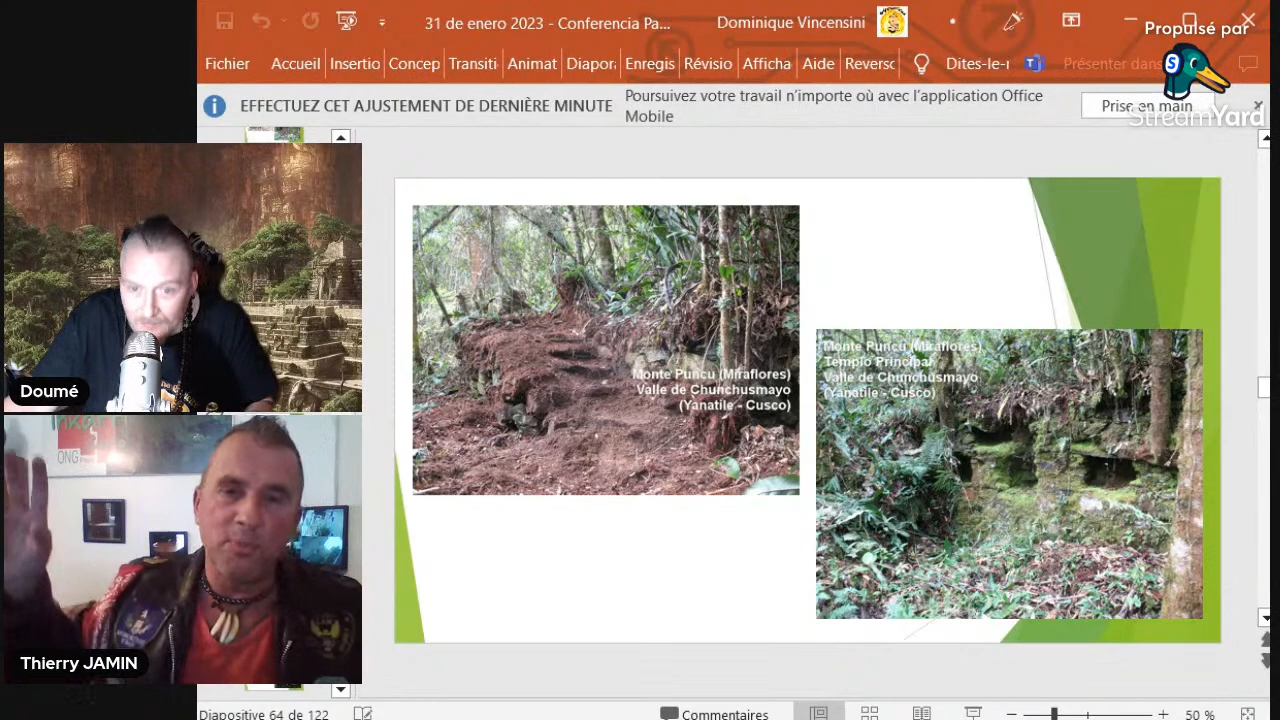 31 de enero 2023 - Conferencia Pa...
Dominique Vincensini
Propulsé par
StreamYard
Fichier
Accueil
Insertio
Concep
Transiti
Animat
Diapora
Enregis
Révisio
Afficha
Aide
Reverso
Dites-le-
Présenter dans
EFFECTUEZ CET AJUSTEMENT DE DERNIÈRE MINUTE
Poursuivez votre travail n'importe où avec l'application Office
Mobile
Prise en main
Doumé
ONG
Thierry JAMIN
Monte Puncu (Miraflores)
Valle de Chunchusmayo
(Yanatile - Cusco)
Monte Puncu (Miraflores)
Templo Principal
Valle de Chunchusmayo
(Yanatile - Cusco)
Diapositive 64 de 122
Commentaires
50 %